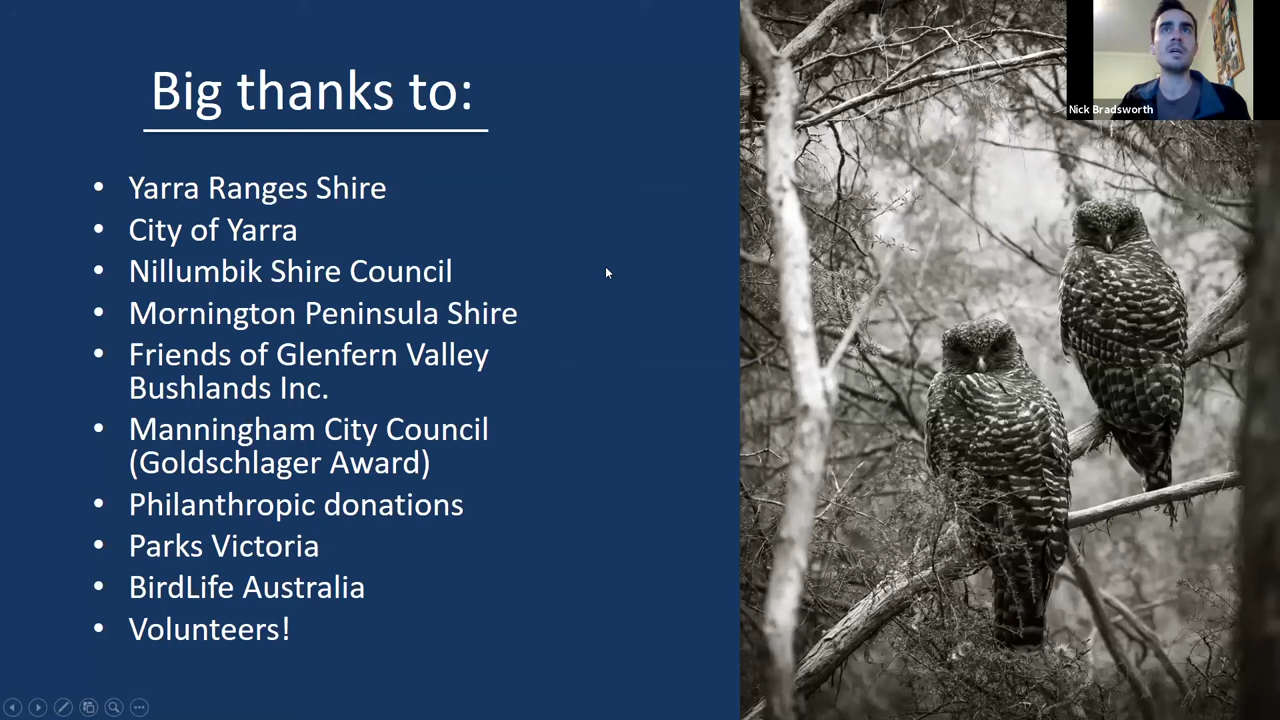 Big thanks to:
• Yarra Ranges Shire
• City of Yarra
• Nillumbik Shire Council
• Mornington Peninsula Shire
• Friends of Glenfern Valley
Bushlands Inc.
• Manningham City Council
(Goldschlager Award)
• Philanthropic donations
• Parks Victoria
• BirdLife Australia
• Volunteers!
Nick Bradsworth